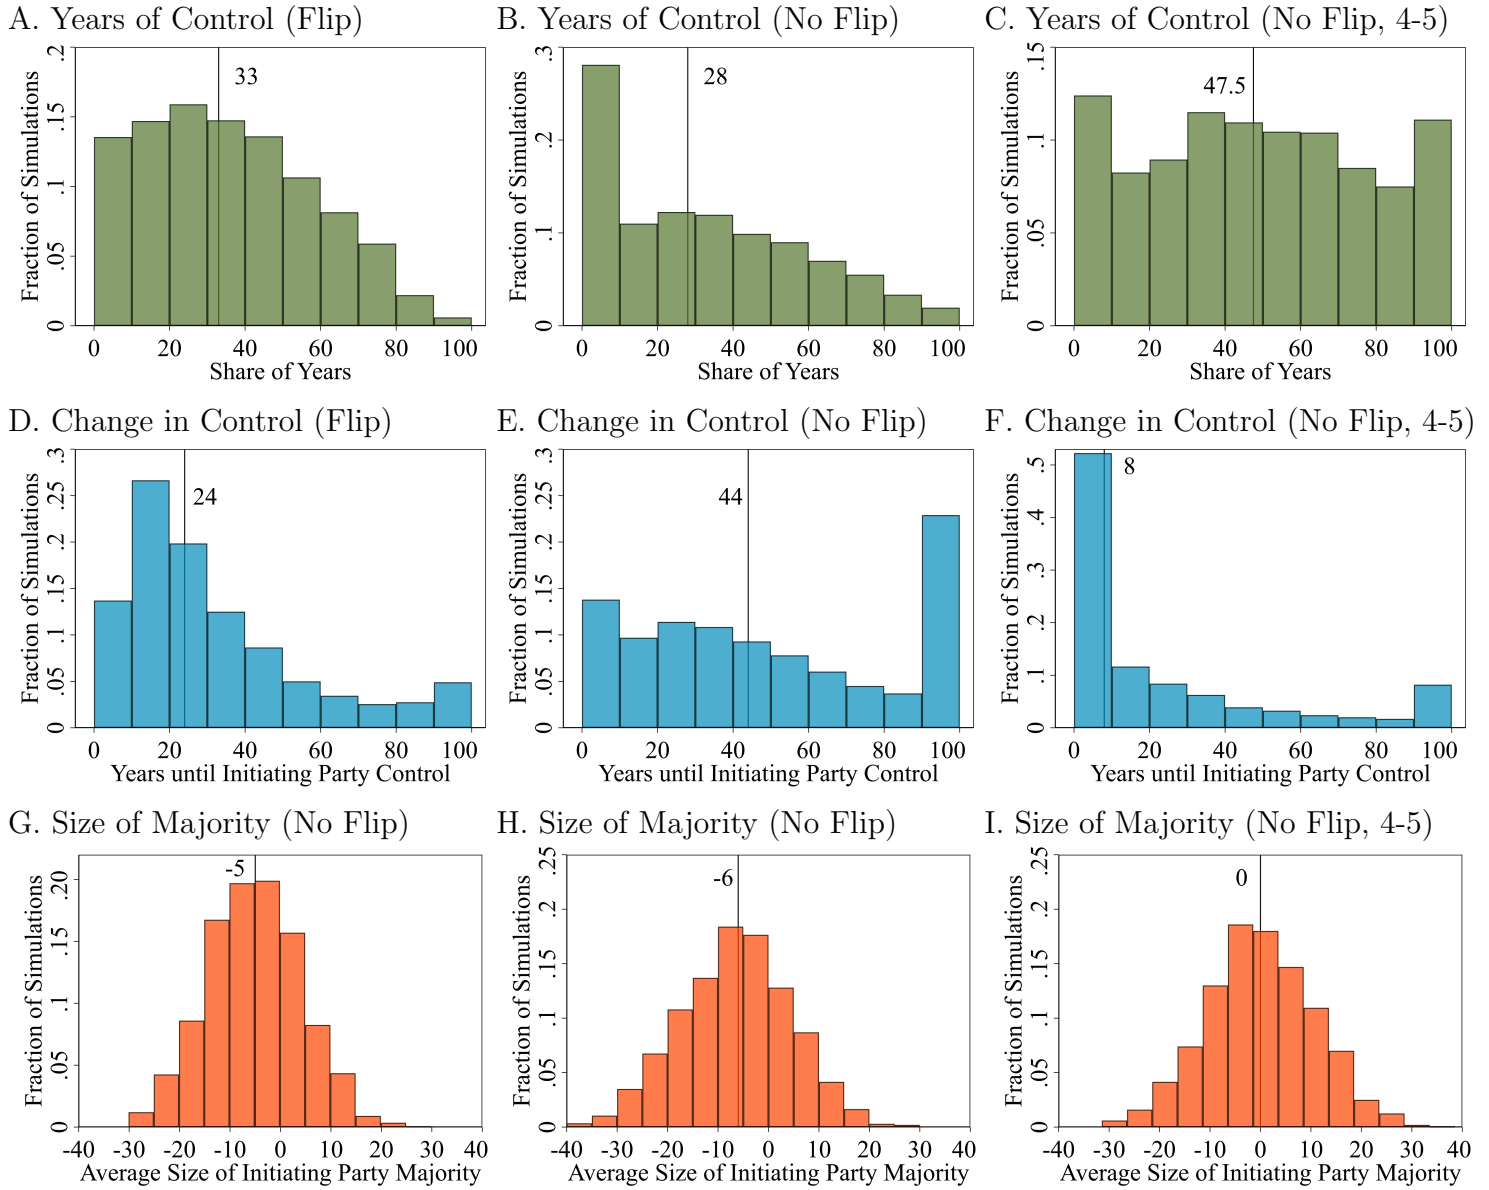 A. Years of Control (Flip)
B. Years of Control (No Flip)
C. Years of Control (No Flip, 4-5)
Fraction of Simulations
0 .05 .1 .15 .2
33
0 20 40 60 80 100
Share of Years
Fraction of Simulations
0 .1 .2 .3
28
0 20 40 60 80 100
Share of Years
Fraction of Simulations
0 .05 .1 .15
47.5
0 20 40 60 80 100
Share of Years
D. Change in Control (Flip)
E. Change in Control (No Flip)
F. Change in Control (No Flip, 4-5)
Fraction of Simulations
0 .05 .1 .15 .2 .25 .3
24
0 20 40 60 80 100
Years until Initiating Party Control
Fraction of Simulations
0 .05 .1 .15 .2 .25 .3
44
0 20 40 60 80 100
Years until Initiating Party Control
Fraction of Simulations
0 .1 .2 .3 .4 .5
8
0 20 40 60 80 100
Years until Initiating Party Control
G. Size of Majority (No Flip)
H. Size of Majority (No Flip)
I. Size of Majority (No Flip, 4-5)
Fraction of Simulations
0 .05 .1 .15 .20
-5
-40 -30 -20 -10 0 10 20 30 40
Average Size of Initiating Party Majority
Fraction of Simulations
0 .05 .1 .15 .2 .25
-6
-40 -30 -20 -10 0 10 20 30 40
Average Size of Initiating Party Majority
Fraction of Simulations
0 .05 .1 .15 .2 .25
0
-40 -30 -20 -10 0 10 20 30 40
Average Size of Initiating Party Majority